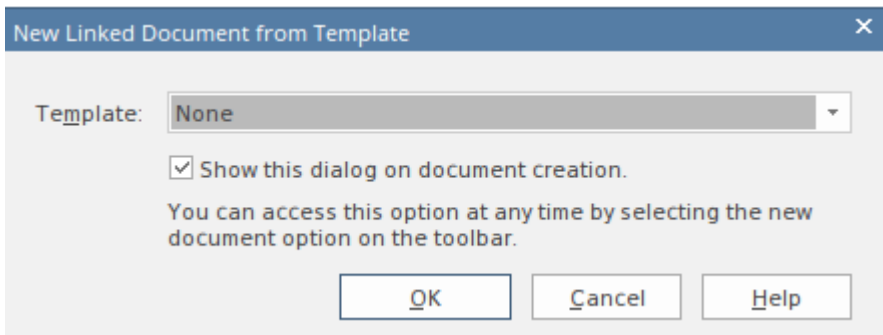 New Linked Document from Template
Template: None
Show this dialog on document creation.
You can access this option at any time by selecting the new
document option on the toolbar.
OK Cancel Help